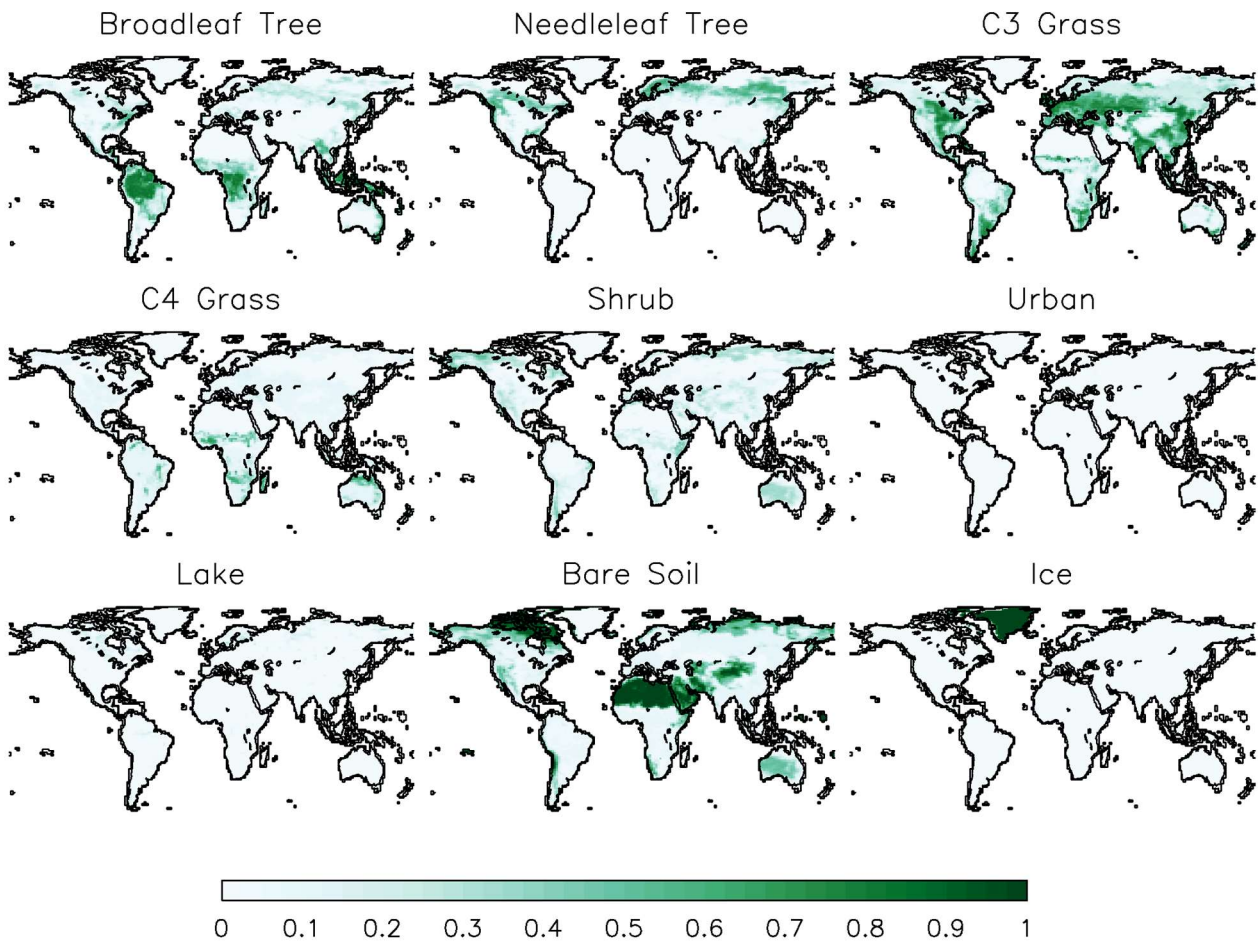 Broadleaf Tree Needleleaf Tree C3 Grass
C4 Grass Shrub Urban
Lake Bare Soil Ice
0 0.1 0.2 0.3 0.4 0.5 0.6 0.7 0.8 0.9 1